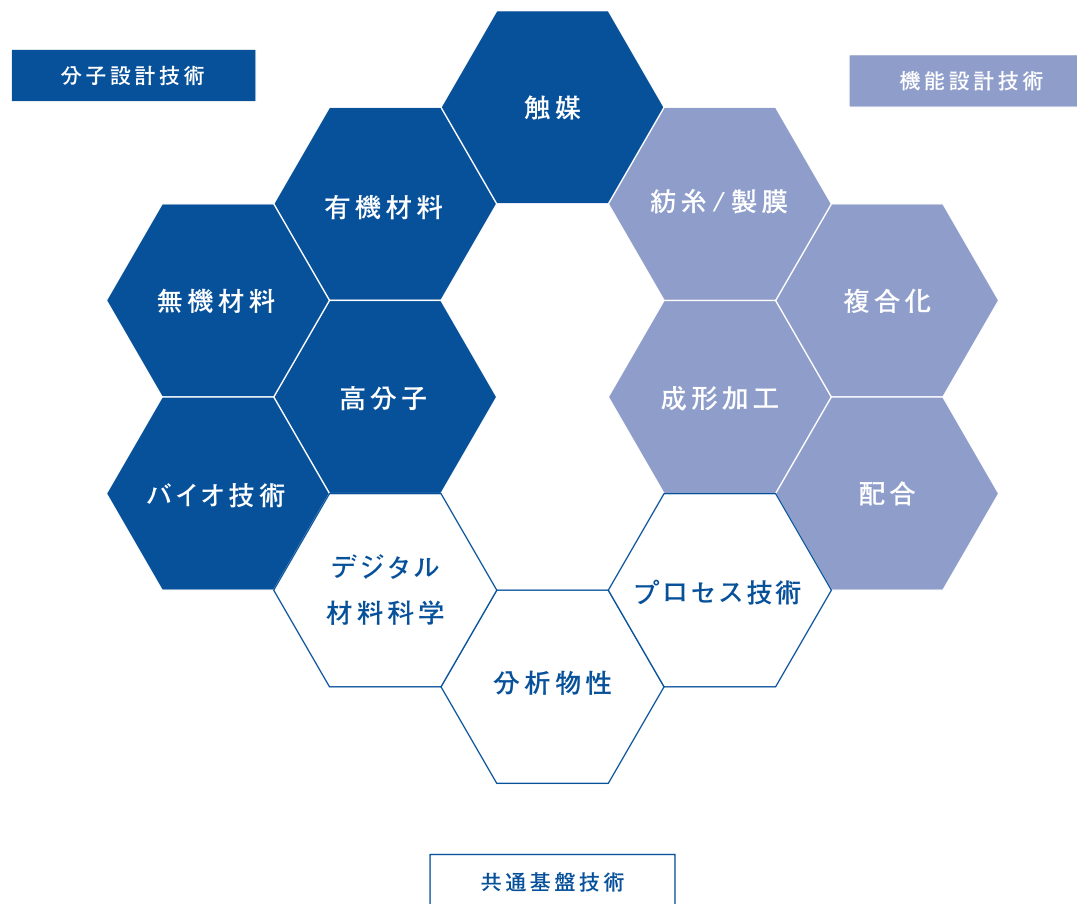 分子設計技術
機能設計技術
触媒
有機材料
紡糸/製膜
無機材料
複合化
高分子
成形加工
バイオ技術
配合
デジタル
材料科学
プロセス技術
分析物性
共通基盤技術